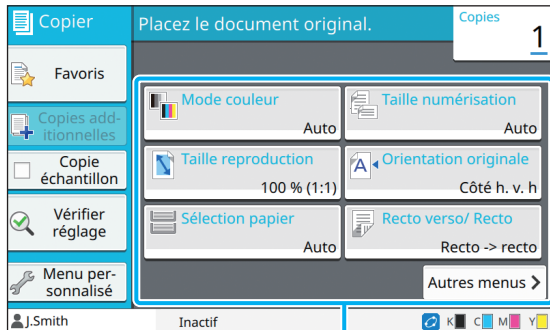 Copier
Placez le document original.
Copies
1
Favoris
Copies add-
itionnelles
Copie
échantillon
Vérifier
réglage
Menu per-
sonnalisé
Mode couleur
Auto
Taille numérisation
Auto
Taille reproduction
100 % (1:1)
A
Orientation originale
Côté h. v. h
Sélection papier
Auto
Recto verso/ Recto
Recto -> recto
Autres menus
J.Smith
Inactif
K C M Y